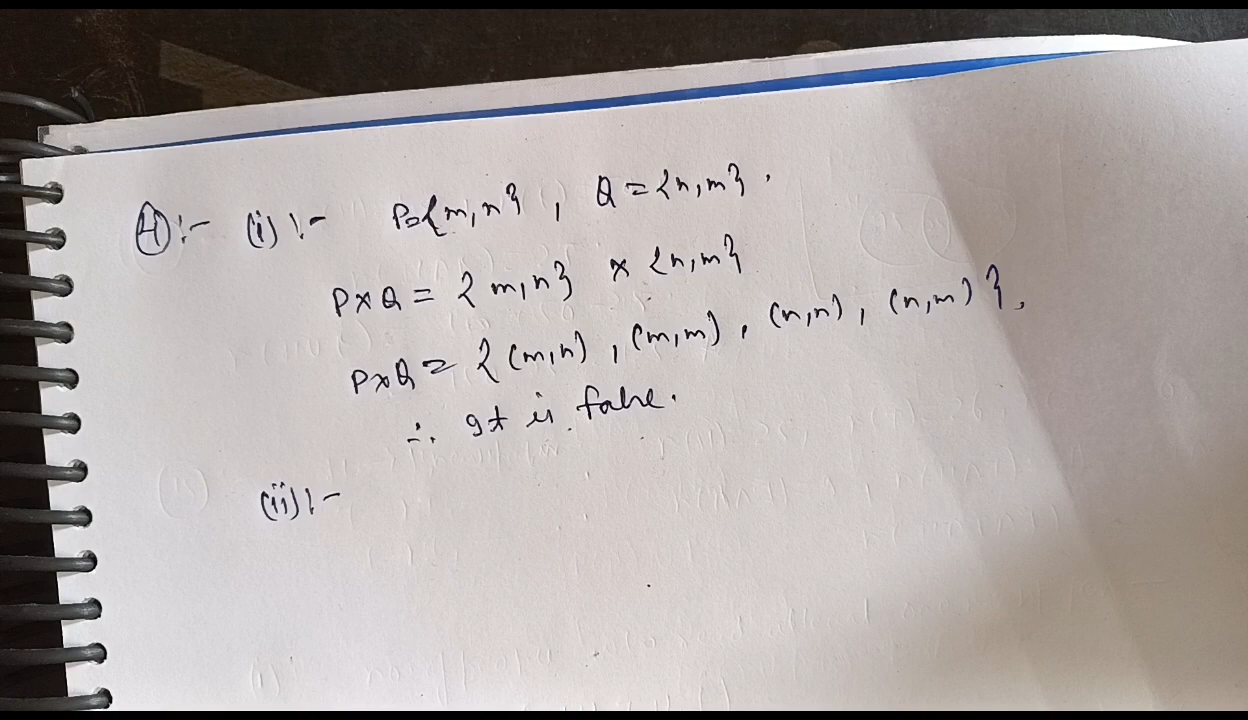 ④:- (i) :- P={m,n} , Q = {n,m} .
P×Q = { m,n} × {n,m}
P×Q = { (m,n) , (m,m) , (n,n) , (n,m) } .
∴ It is false.
(ii) :-